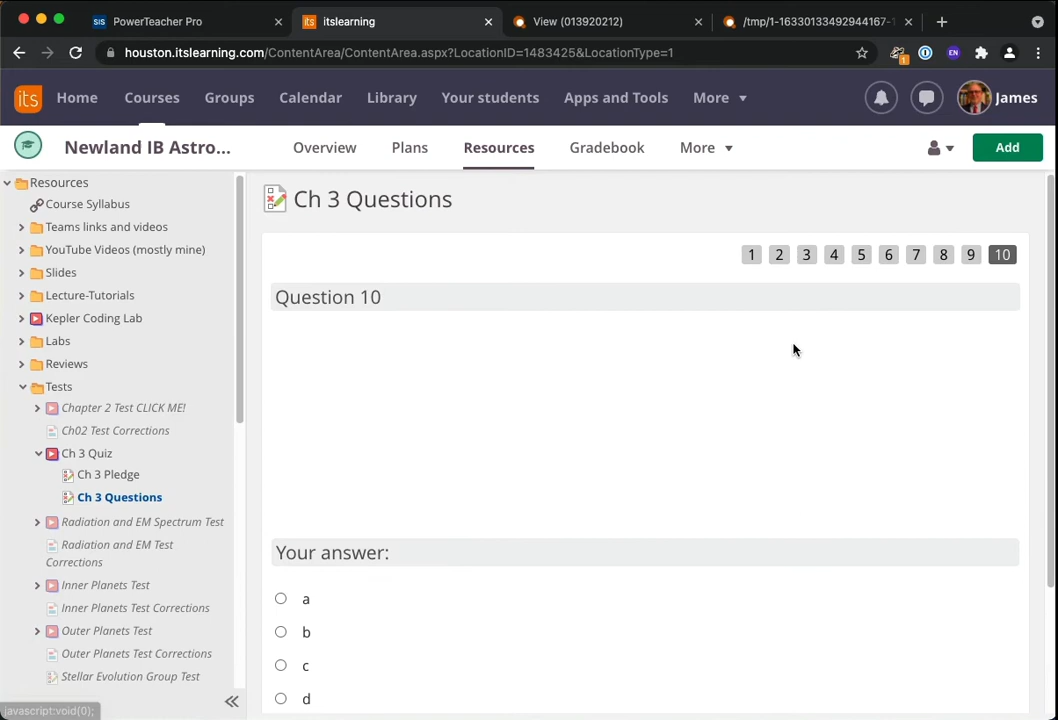 SIS PowerTeacher Pro
its itslearning
View (013920212)
/tmp/1-16330133492944167-1
houston.itslearning.com/ContentArea/ContentArea.aspx?LocationID=1483425&LocationType=1
1
EN
its Home Courses Groups Calendar Library Your students Apps and Tools More James
Newland IB Astro... Overview Plans Resources Gradebook More Add
Resources
Course Syllabus
Teams links and videos
YouTube Videos (mostly mine)
Slides
Lecture-Tutorials
Kepler Coding Lab
Labs
Reviews
Tests
Chapter 2 Test CLICK ME!
Ch02 Test Corrections
Ch 3 Quiz
Ch 3 Pledge
Ch 3 Questions
Radiation and EM Spectrum Test
Radiation and EM Test
Corrections
Inner Planets Test
Inner Planets Test Corrections
Outer Planets Test
Outer Planets Test Corrections
Stellar Evolution Group Test
javascript:void(0);
Ch 3 Questions
1 2 3 4 5 6 7 8 9 10
Question 10
Your answer:
a
b
c
d